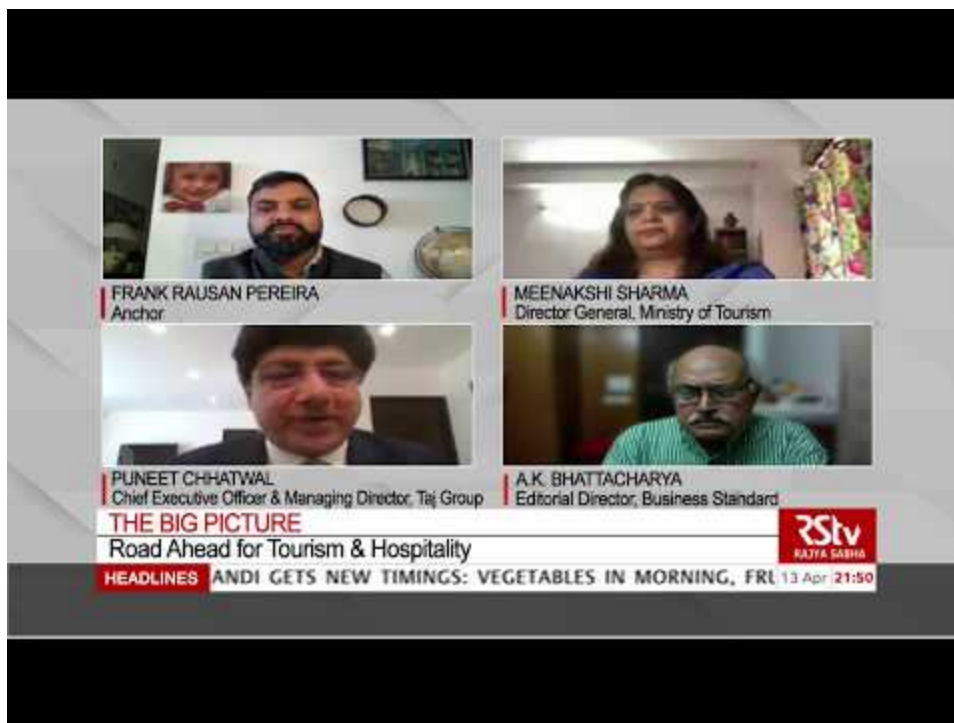 FRANK RAUSAN PEREIRA
Anchor
MEENAKSHI SHARMA
Director General, Ministry of Tourism
PUNEET CHHATWAL
Chief Executive Officer & Managing Director, Taj Group
A.K. BHATTACHARYA
Editorial Director, Business Standard
THE BIG PICTURE
Road Ahead for Tourism & Hospitality
RStv
RAJYA SABHA
HEADLINES ANDI GETS NEW TIMINGS: VEGETABLES IN MORNING, FRU 13 Apr 21:50